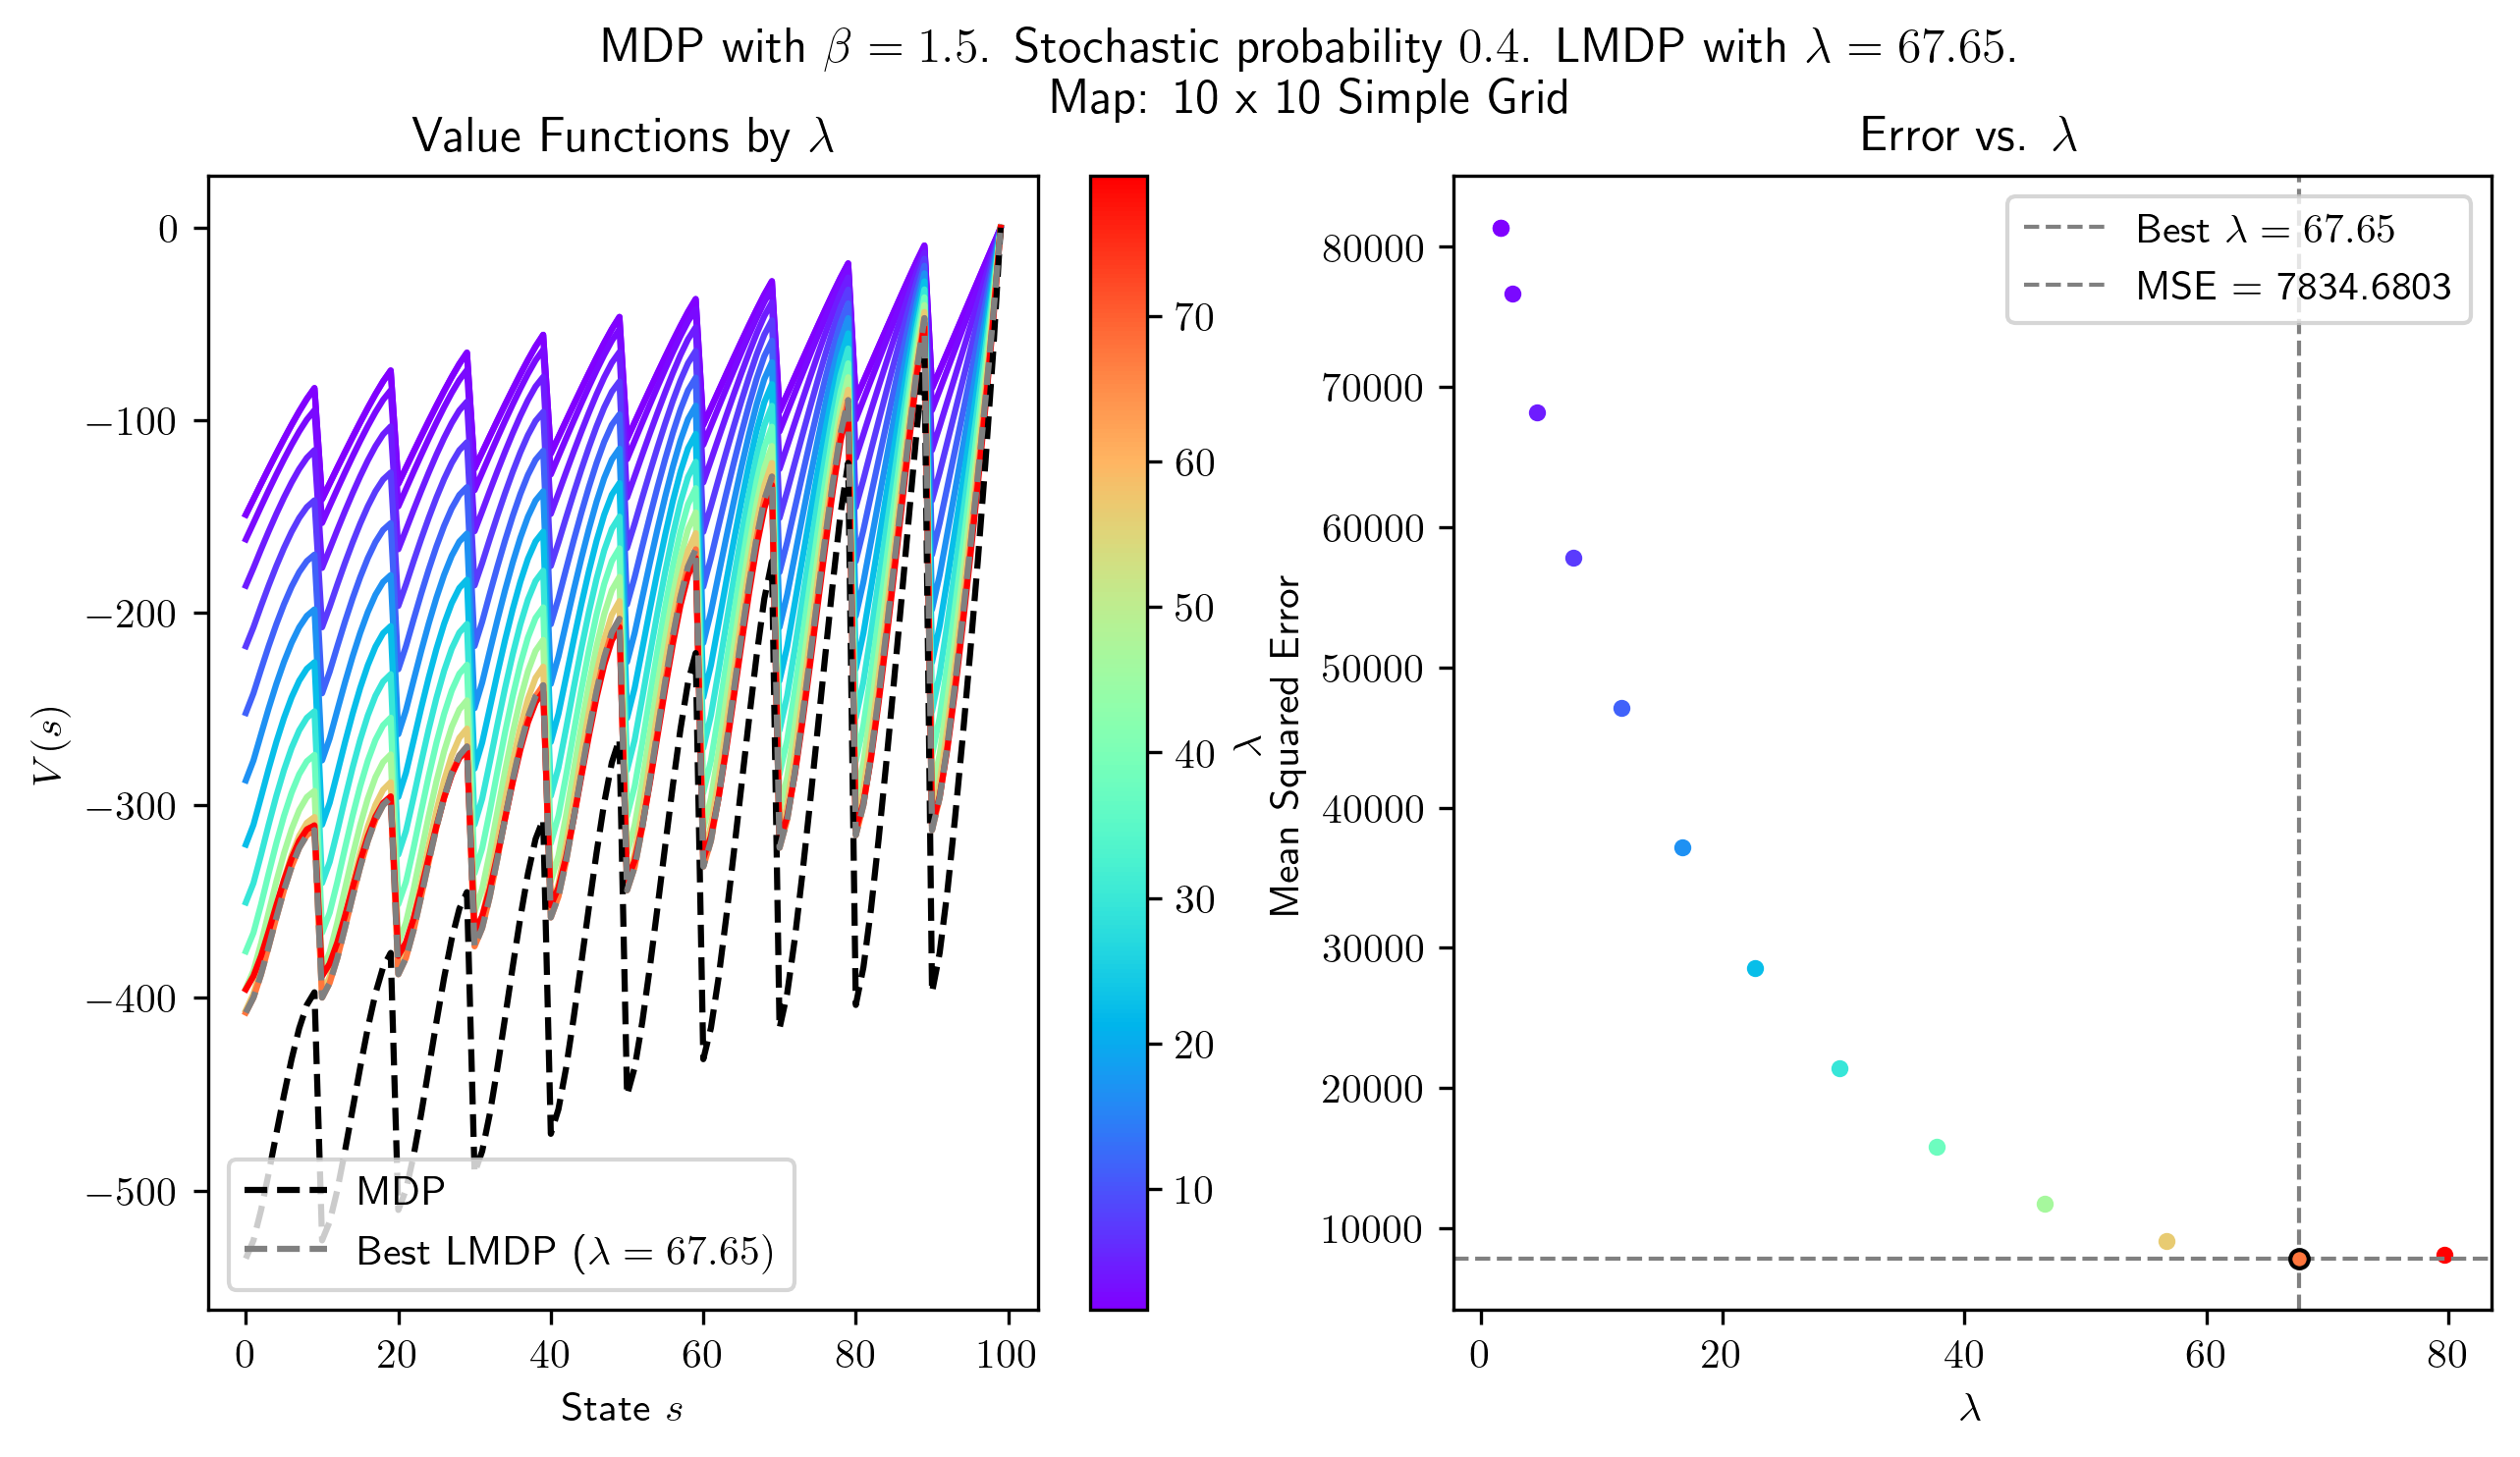 MDP with β = 1.5. Stochastic probability 0.4. LMDP with λ = 67.65.
Map: 10 x 10 Simple Grid
Value Functions by λ
V(s)
0
−100
−200
−300
−400
−500
MDP
Best LMDP (λ = 67.65)
0 20 40 60 80 100
State s
70
60
50
40
30
20
10
λ
Error vs. λ
Mean Squared Error
80000
70000
60000
50000
40000
30000
20000
10000
Best λ = 67.65
MSE = 7834.6803
0 20 40 60 80
λ